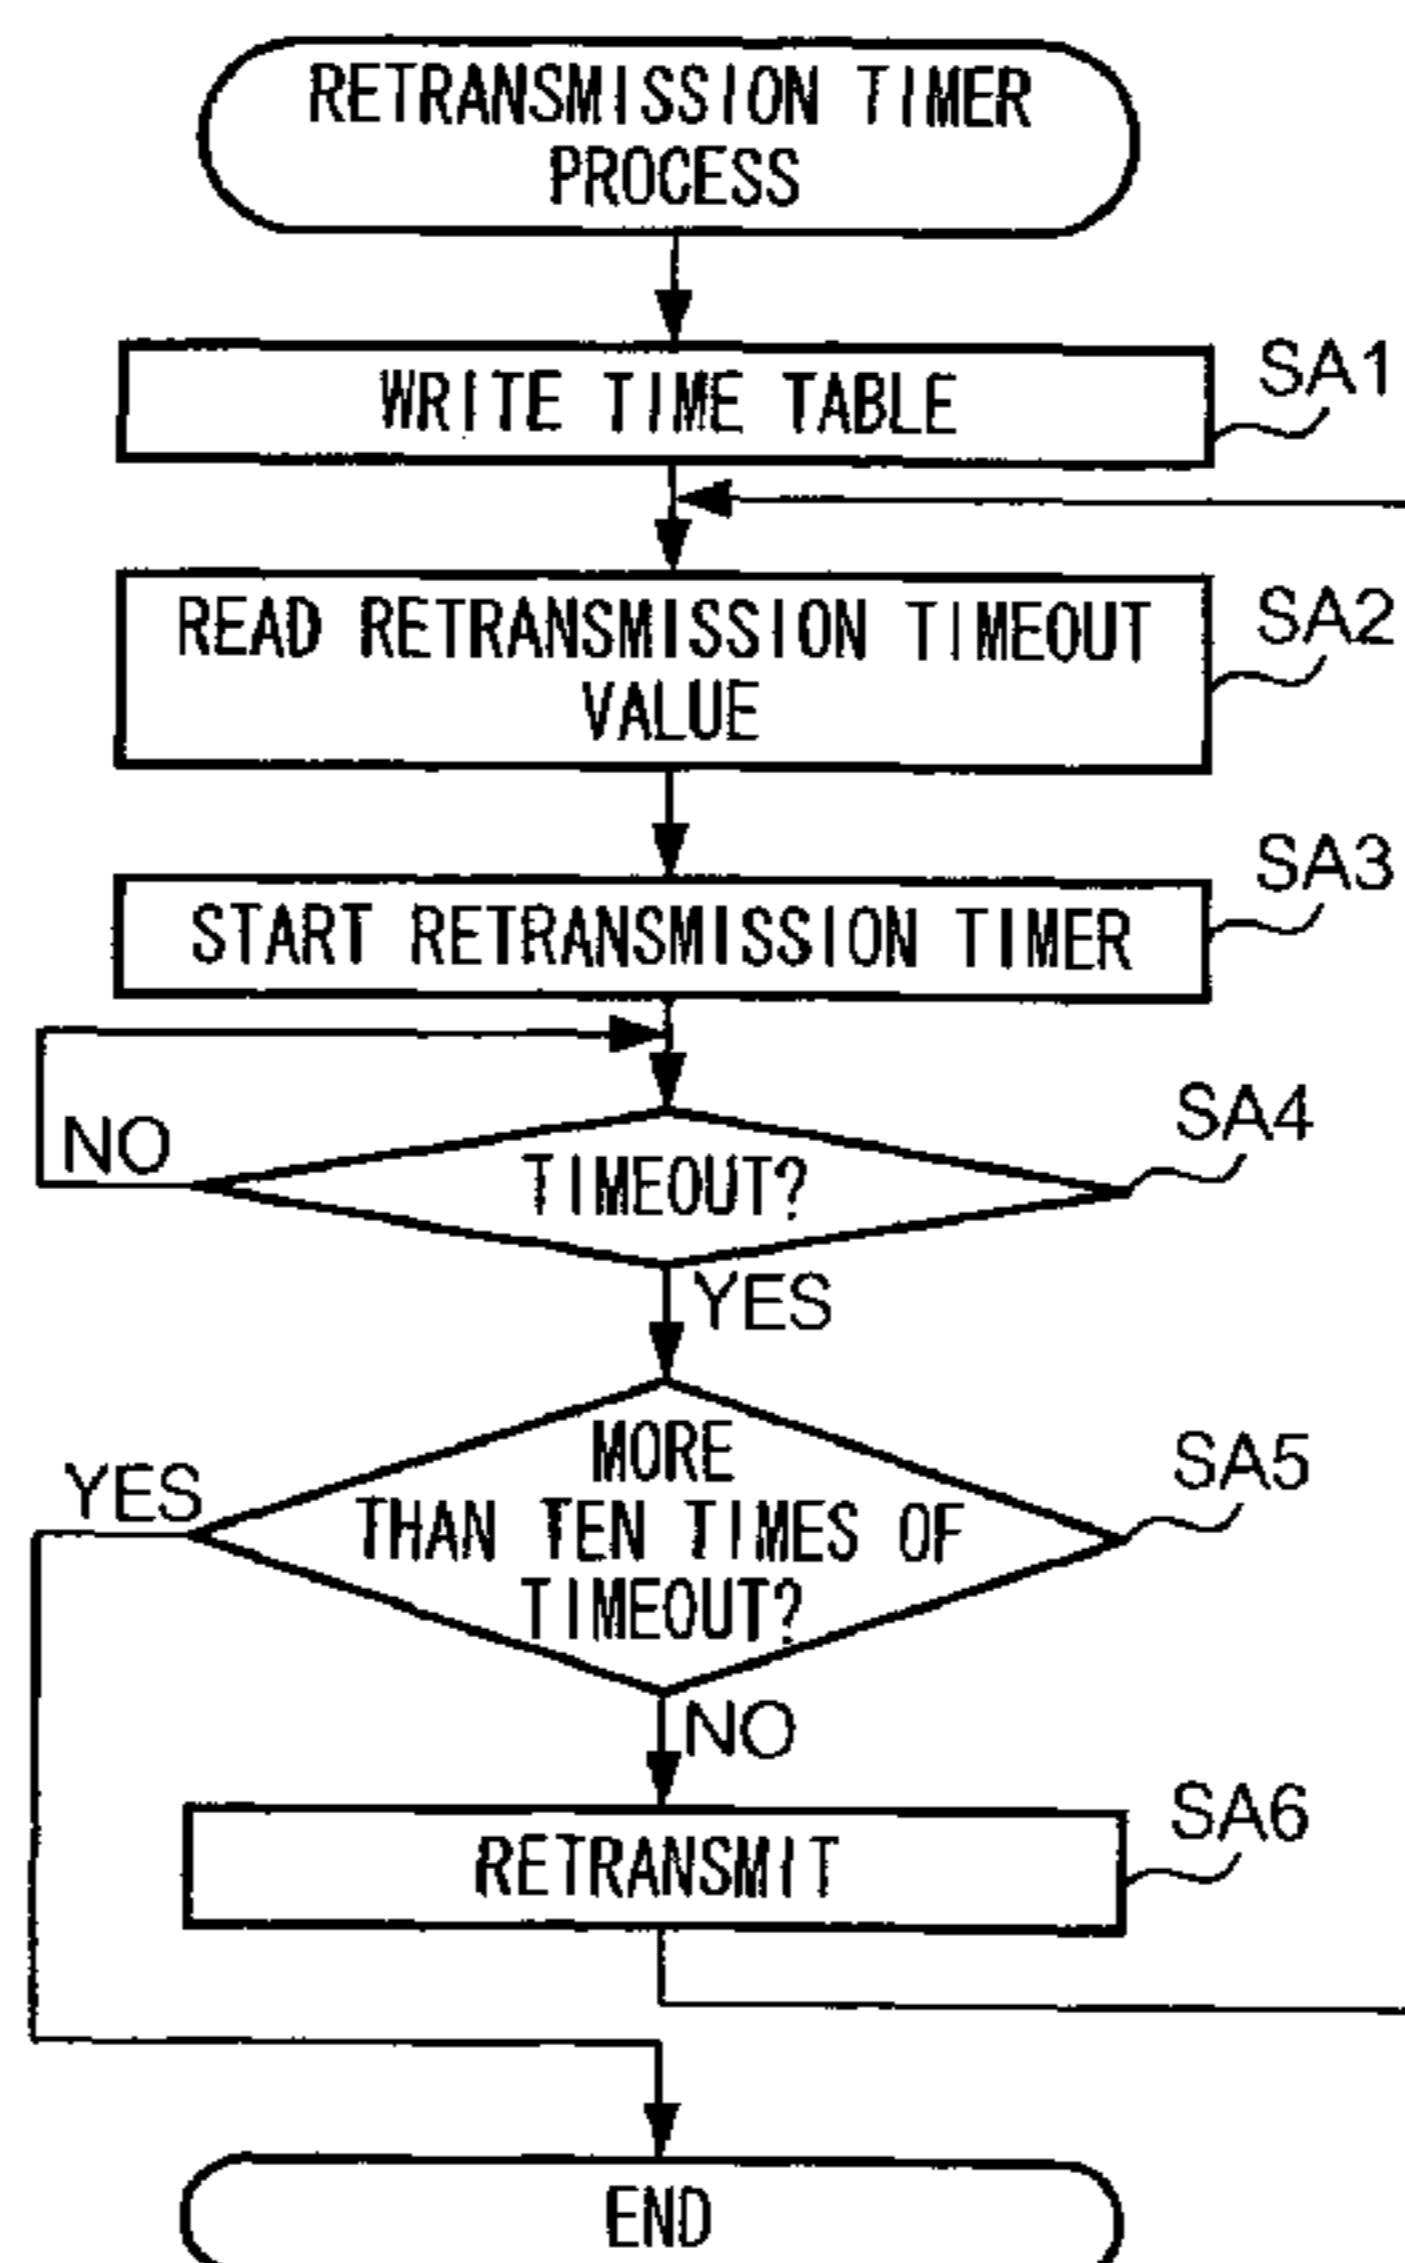 RETRANSMISSION TIMER
PROCESS
WRITE TIME TABLE
SA1
READ RETRANSMISSION TIMEOUT
VALUE
SA2
START RETRANSMISSION TIMER
SA3
NO
TIMEOUT?
SA4
YES
YES
MORE
THAN TEN TIMES OF
TIMEOUT?
SA5
NO
RETRANSMIT
SA6
END